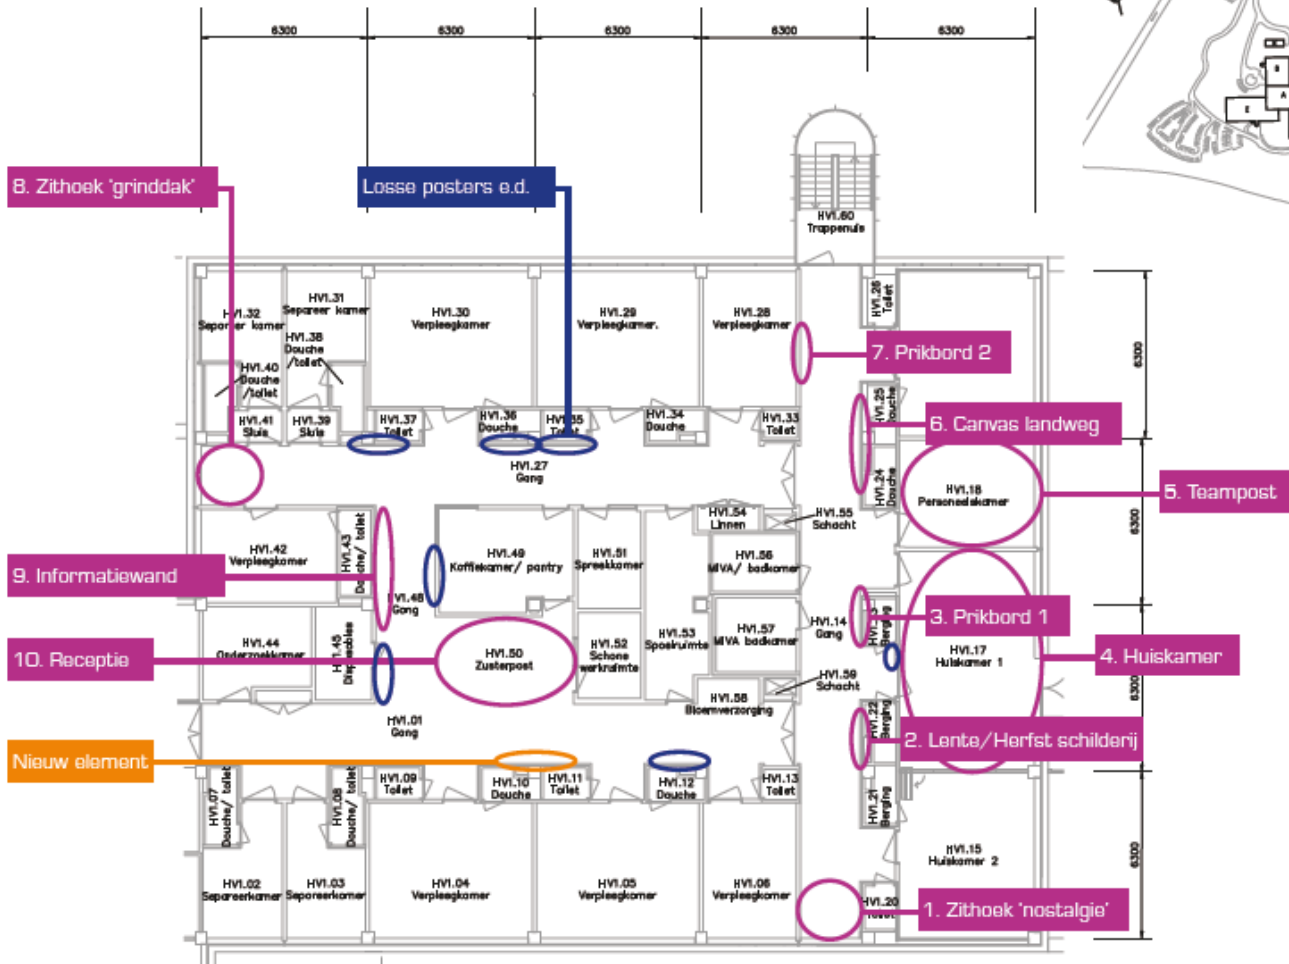 6300
6300
6300
6300
6300
8. Zithoek 'grinddak'
Losse posters e.d.
HV1.60
Trappenuis
HV1.32
Separeer kamer
HV1.31
Separeer kamer
HV1.30
Verpleegkamer
HV1.29
Verpleegkamer.
HV1.28
Verpleegkamer
HV1.26
Toilet
HV1.38
Douche
/toilet
HV1.40
Douche
/toilet
7. Prikbord 2
6300
HV1.41
Sluis
HV1.39
Sluis
HV1.37
Toilet
HV1.36
Douche
HV1.35
Toilet
HV1.34
Douche
HV1.33
Toilet
HV1.25
Douche
6. Canvas landweg
HV1.27
Gang
HV1.24
Douche
HV1.18
Personeelskamer
5. Teampost
HV1.54
Linnen
HV1.55
Schacht
6300
HV1.42
Verpleegkamer
HV1.43
Douche/ toilet
HV1.49
Koffiekamer/ pantry
HV1.51
Spreekkamer
HV1.56
MIVA/ badkamer
9. Informatiewand
HV1.48
Gang
HV1.14
Gang
Berging
3. Prikbord 1
HV1.44
Onderzoekkamer
HV1.45
Disposables
HV1.50
Zusterpost
HV1.52
Schone
werkruimte
HV1.53
Spoelruimte
HV1.57
MIVA badkamer
HV1.17
Huiskamer 1
4. Huiskamer
10. Receptie
HV1.59
Schacht
6300
HV1.58
Bloemverzorging
HV1.01
Gang
HV1.22
Berging
2. Lente/Herfst schilderij
Nieuw element
HV1.07
Douche/ toilet
HV1.08
Douche/ toilet
HV1.09
Toilet
HV1.10
Douche
HV1.11
Toilet
HV1.12
Douche
HV1.13
Toilet
HV1.21
Berging
HV1.02
Separeerkamer
HV1.03
Separeerkamer
HV1.04
Verpleegkamer
HV1.05
Verpleegkamer
HV1.06
Verpleegkamer
HV1.15
Huiskamer 2
6300
HV1.20
Toilet
1. Zithoek 'nostalgie'
B
A
E